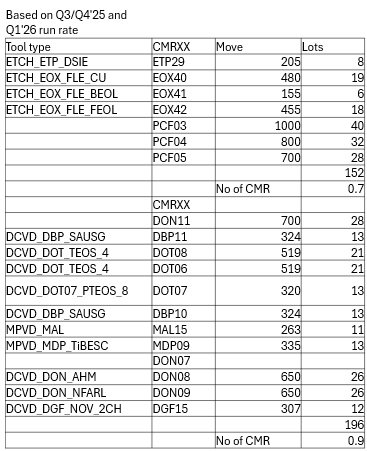 Based on Q3/Q4'25 and
Q1'26 run rate
Tool type CMRXX Move Lots
ETCH_ETP_DSIE ETP29 205 8
ETCH_EOX_FLE_CU EOX40 480 19
ETCH_EOX_FLE_BEOL EOX41 155 6
ETCH_EOX_FLE_FEOL EOX42 455 18
PCF03 1000 40
PCF04 800 32
PCF05 700 28
152
No of CMR 0.7
CMRXX
DON11 700 28
DCVD_DBP_SAUSG DBP11 324 13
DCVD_DOT_TEOS_4 DOT08 519 21
DCVD_DOT_TEOS_4 DOT06 519 21
DCVD_DOT07_PTEOS_8 DOT07 320 13
DCVD_DBP_SAUSG DBP10 324 13
MPVD_MAL MAL15 263 11
MPVD_MDP_TiBESC MDP09 335 13
DON07
DCVD_DON_AHM DON08 650 26
DCVD_DON_NFARL DON09 650 26
DCVD_DGF_NOV_2CH DGF15 307 12
196
No of CMR 0.9